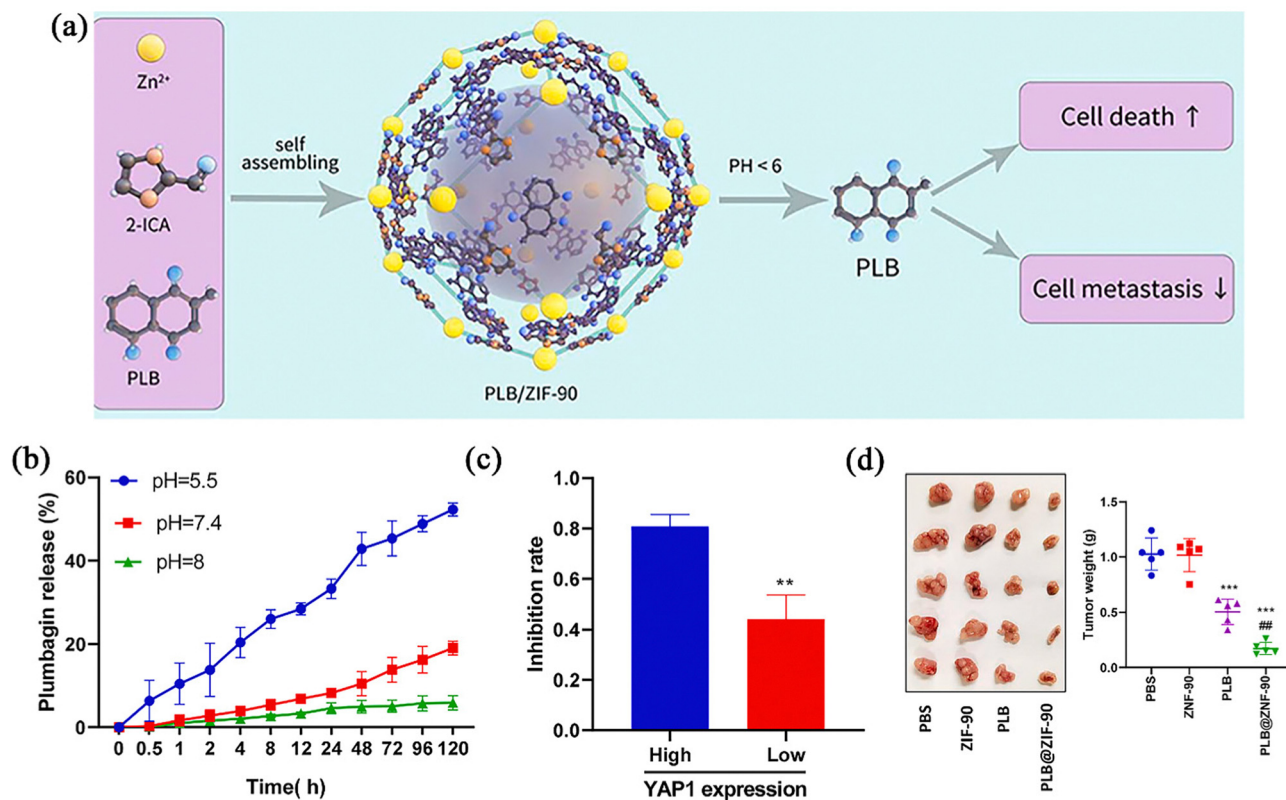 (a)
Zn²⁺
2-ICA
PLB
self
assembling
PLB/ZIF-90
PH < 6
PLB
Cell death ↑
Cell metastasis ↓
(b)
Plumbagin release (%)
60
40
20
0
pH=5.5
pH=7.4
pH=8
0 0.5 1 2 4 8 12 24 48 72 96 120
Time( h)
(c)
Inhibition rate
1.0
0.8
0.6
0.4
0.2
0.0
**
High Low
YAP1 expression
(d)
PBS
ZIF-90
PLB
PLB@ZIF-90
Tumor weight (g)
1.5
1.0
0.5
0.0
***
***
##
PBS
ZNF-90
PLB
PLB@ZNF-90